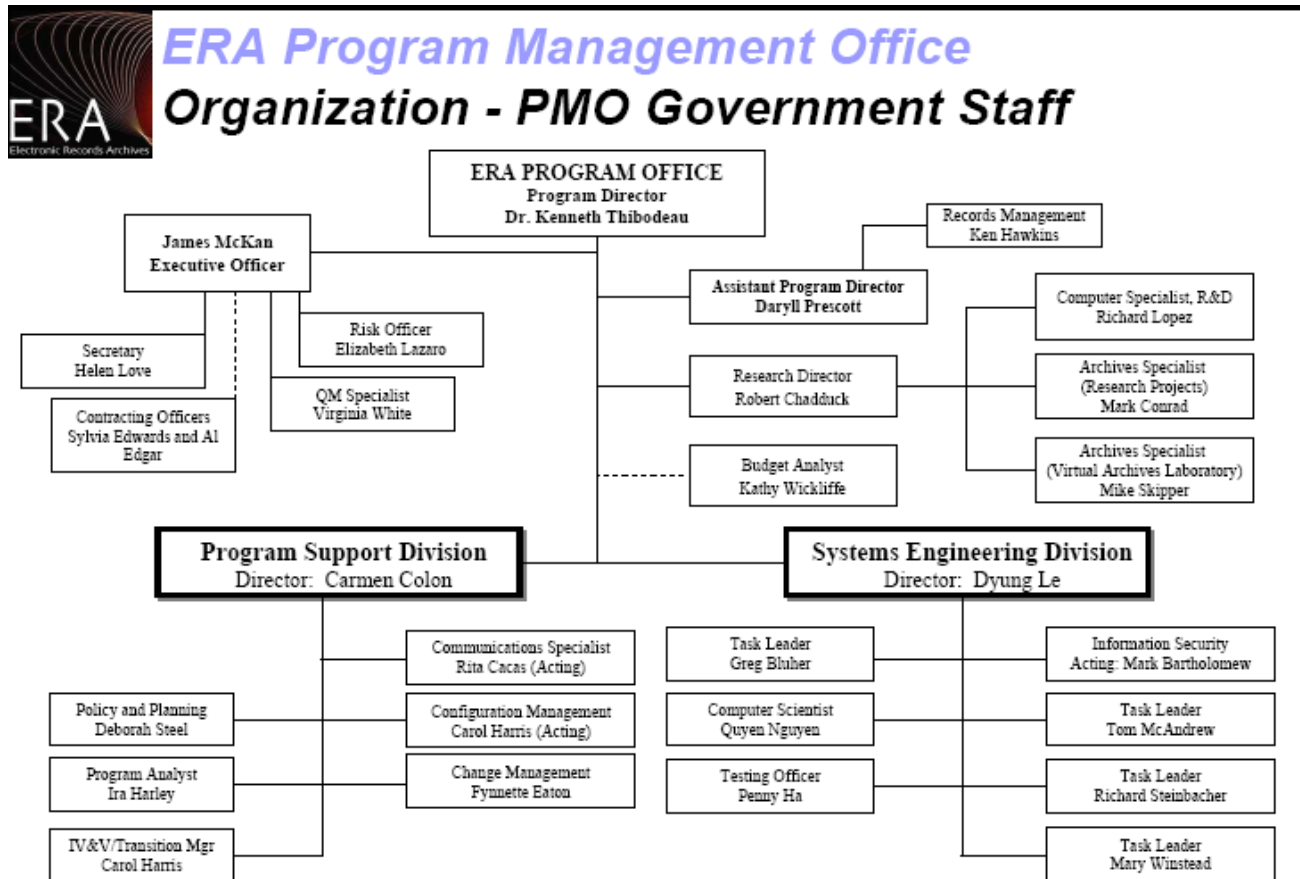 ERA
Electronic Records Archives
ERA Program Management Office
Organization - PMO Government Staff
ERA PROGRAM OFFICE
Program Director
Dr. Kenneth Thibodeau
James McKan
Executive Officer
Records Management
Ken Hawkins
Assistant Program Director
Daryll Prescott
Computer Specialist, R&D
Richard Lopez
Risk Officer
Elizabeth Lazaro
Secretary
Helen Love
Research Director
Robert Chadduck
Archives Specialist
(Research Projects)
Mark Conrad
QM Specialist
Virginia White
Contracting Officers
Sylvia Edwards and Al
Edgar
Budget Analyst
Kathy Wickliffe
Archives Specialist
(Virtual Archives Laboratory)
Mike Skipper
Program Support Division
Director: Carmen Colon
Systems Engineering Division
Director: Dyung Le
Communications Specialist
Rita Cacas (Acting)
Policy and Planning
Deborah Steel
Configuration Management
Carol Harris (Acting)
Program Analyst
Ira Harley
Change Management
Fynnette Eaton
IV&V/Transition Mgr
Carol Harris
Task Leader
Greg Bluher
Information Security
Acting: Mark Bartholomew
Computer Scientist
Quyen Nguyen
Task Leader
Tom McAndrew
Testing Officer
Penny Ha
Task Leader
Richard Steinbacher
Task Leader
Mary Winstead